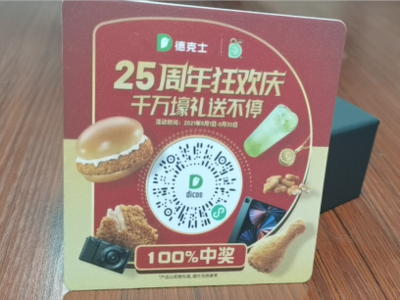 德克士
25周年狂欢庆
千万壕礼送不停
活动时间：2021年9月1日-9月30日
dicos
100%中奖